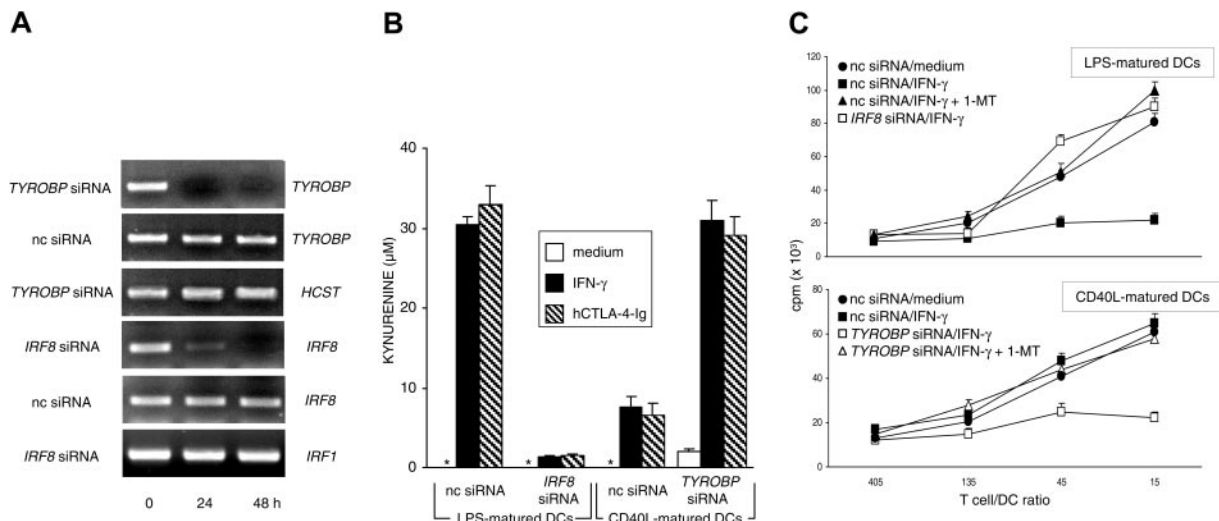 A
TYROBP siRNA TYROBP
nc siRNA TYROBP
TYROBP siRNA HCST
IRF8 siRNA IRF8
nc siRNA IRF8
IRF8 siRNA IRF1
0 24 48 h
B
KYNURENINE (μM)
40
30
20
10
0
medium
IFN-γ
hCTLA-4-Ig
* * *
nc siRNA IRF8 siRNA nc siRNA TYROBP siRNA
LPS-matured DCs CD40L-matured DCs
C
cpm (x 10³)
120
100
80
60
40
20
0
LPS-matured DCs
nc siRNA/medium
nc siRNA/IFN-γ
nc siRNA/IFN-γ + 1-MT
IRF8 siRNA/IFN-γ
80
60
40
20
0
CD40L-matured DCs
nc siRNA/medium
nc siRNA/IFN-γ
TYROBP siRNA/IFN-γ
TYROBP siRNA/IFN-γ + 1-MT
405 135 45 15
T cell/DC ratio